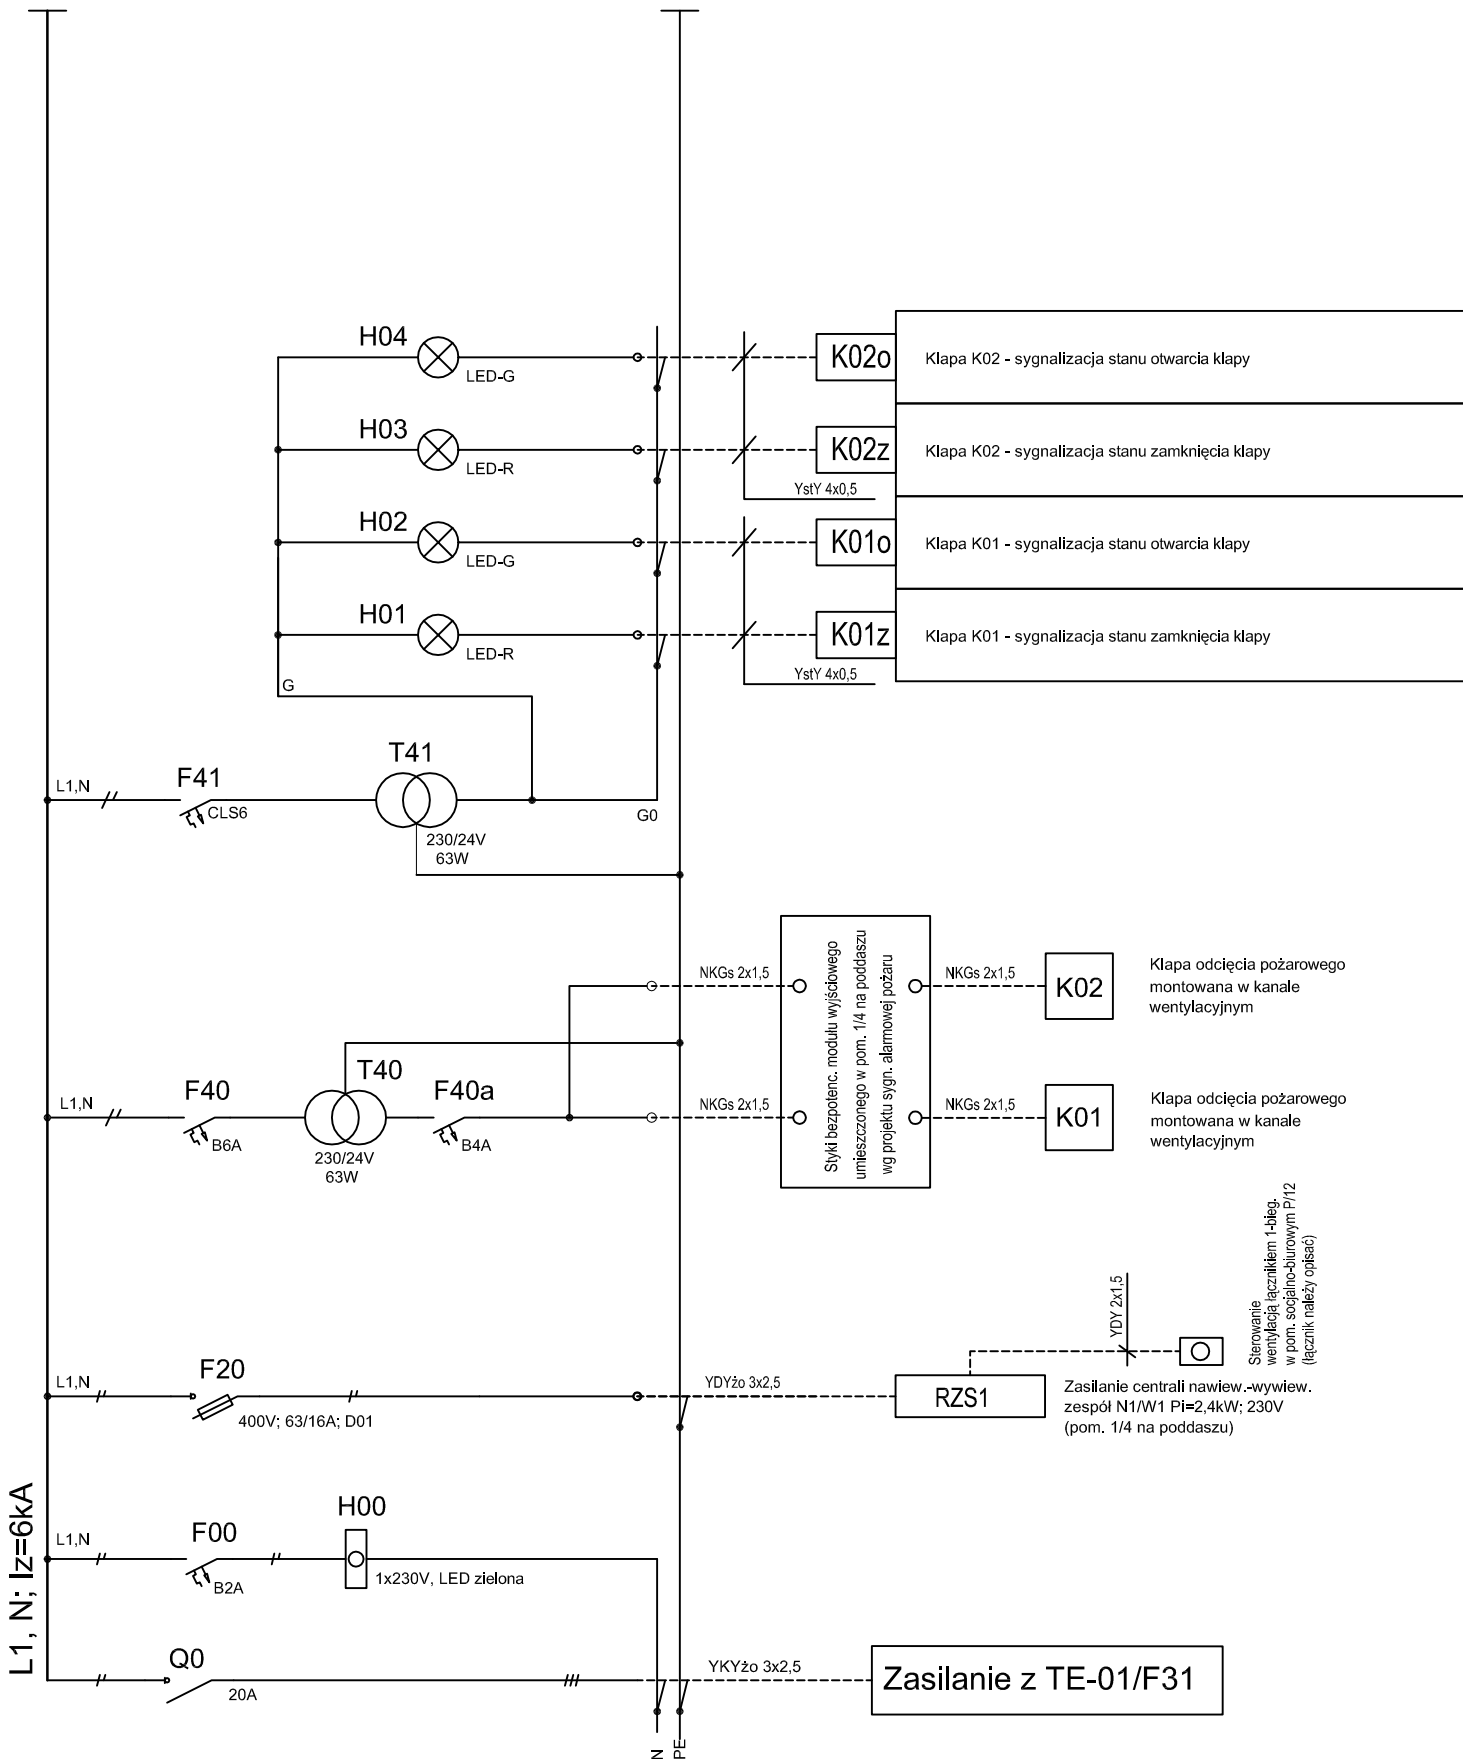 H04
LED-G
K02o
Klapa K02 - sygnalizacja stanu otwarcia klapy
H03
LED-R
K02z
Klapa K02 - sygnalizacja stanu zamknięcia klapy
YstY 4x0,5
H02
LED-G
K01o
Klapa K01 - sygnalizacja stanu otwarcia klapy
H01
LED-R
K01z
Klapa K01 - sygnalizacja stanu zamknięcia klapy
YstY 4x0,5
G
L1,N
F41
CLS6
T41
230/24V
63W
G0
NKGs 2x1,5
Styki bezpotenc. modułu wyjściowego
umieszczonego w pom. 1/4 na poddaszu
wg projektu sygn. alarmowej pożaru
NKGs 2x1,5
K02
Klapa odcięcia pożarowego
montowana w kanale
wentylacyjnym
L1,N
F40
B6A
T40
230/24V
63W
F40a
B4A
NKGs 2x1,5
NKGs 2x1,5
K01
Klapa odcięcia pożarowego
montowana w kanale
wentylacyjnym
L1,N
F20
400V; 63/16A; D01
YDYżo 3x2,5
RZS1
YDY 2x1,5
Sterowanie
wentylacją łącznikiem 1-bieg.
w pom. socjalno-biurowym P/12
(łącznik należy opisać)
Zasilanie centrali nawiew.-wywiew.
zespół N1/W1 Pi=2,4kW; 230V
(pom. 1/4 na poddaszu)
L1, N; Iz=6kA
L1,N
F00
B2A
H00
1x230V, LED zielona
Q0
20A
YKYżo 3x2,5
Zasilanie z TE-01/F31
N
PE